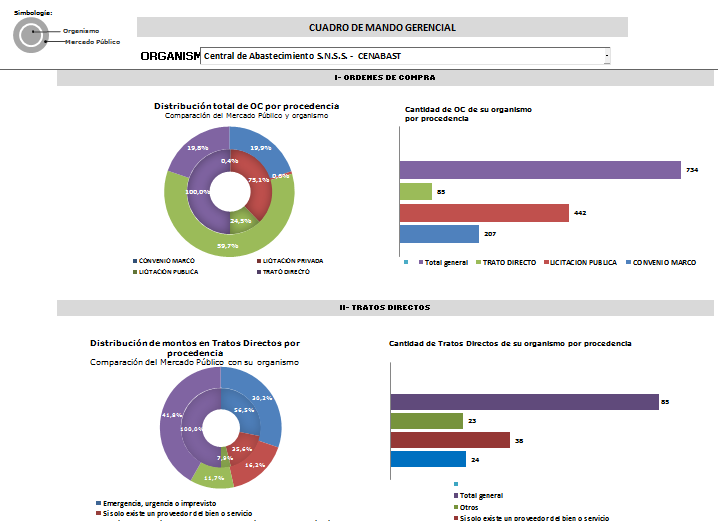 Simbología:
Organismo
Mercado Público
CUADRO DE MANDO GERENCIAL
ORGANISM
Central de Abastecimiento S.N.S.S. - CENABAST
I- ORDENES DE COMPRA
Distribución total de OC por procedencia
Comparación del Mercado Público y organismo
19,8%
19,9%
0,4%
75,1%
0,6%
100,0%
24,5%
59,7%
CONVENIO MARCO
LICITACIÓN PRIVADA
LICITACIÓN PUBLICA
TRATO DIRECTO
Cantidad de OC de su organismo
por procedencia
734
85
442
207
Total general
TRATO DIRECTO
LICITACION PUBLICA
CONVENIO MARCO
II- TRATOS DIRECTOS
Distribución de montos en Tratos Directos por
procedencia
Comparación del Mercado Público con su organismo
30,3%
41,8%
56,5%
100,0%
35,6%
7,9%
16,2%
11,7%
Emergencia, urgencia o imprevisto
Si solo existe un proveedor del bien o servicio
Cantidad de Tratos Directos de su organismo por procedencia
85
23
38
24
Total general
Otros
Si solo existe un proveedor del bien o servicio